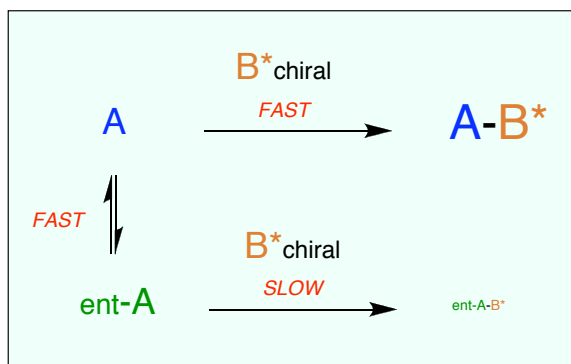 B*chiral
FAST
A
A-B*
FAST
B*chiral
SLOW
ent-A
ent-A-B*